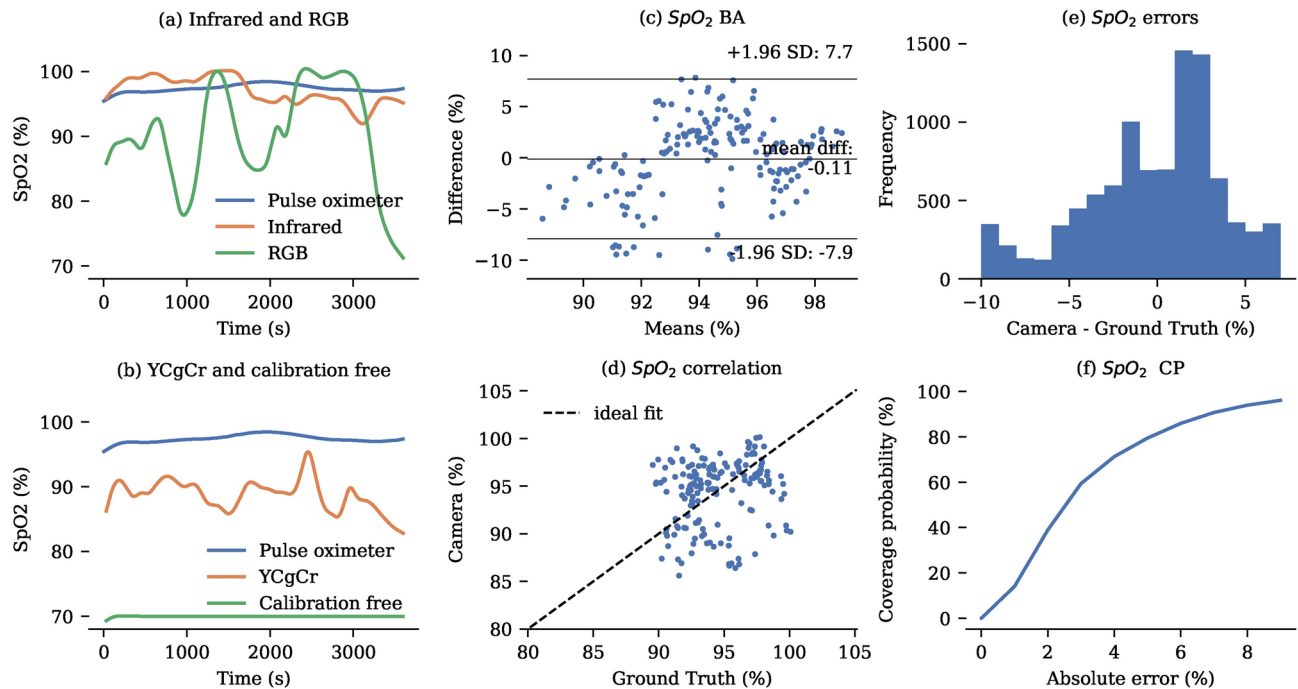 (a) Infrared and RGB
100
90
80
70
SpO2 (%)
0
1000
2000
3000
Time (s)
Pulse oximeter
Infrared
RGB
(c) SpO₂ BA
10
5
0
−5
−10
Difference (%)
+1.96 SD: 7.7
mean diff:
-0.11
-1.96 SD: -7.9
90
92
94
96
98
Means (%)
(e) SpO₂ errors
1500
1000
500
0
Frequency
−10
−5
0
5
Camera - Ground Truth (%)
(b) YCgCr and calibration free
100
90
80
70
SpO2 (%)
Pulse oximeter
YCgCr
Calibration free
0
1000
2000
3000
Time (s)
(d) SpO₂ correlation
105
100
95
90
85
80
Camera (%)
ideal fit
80
85
90
95
100
105
Ground Truth (%)
(f) SpO₂ CP
100
80
60
40
20
0
Coverage probability (%)
0
2
4
6
8
Absolute error (%)